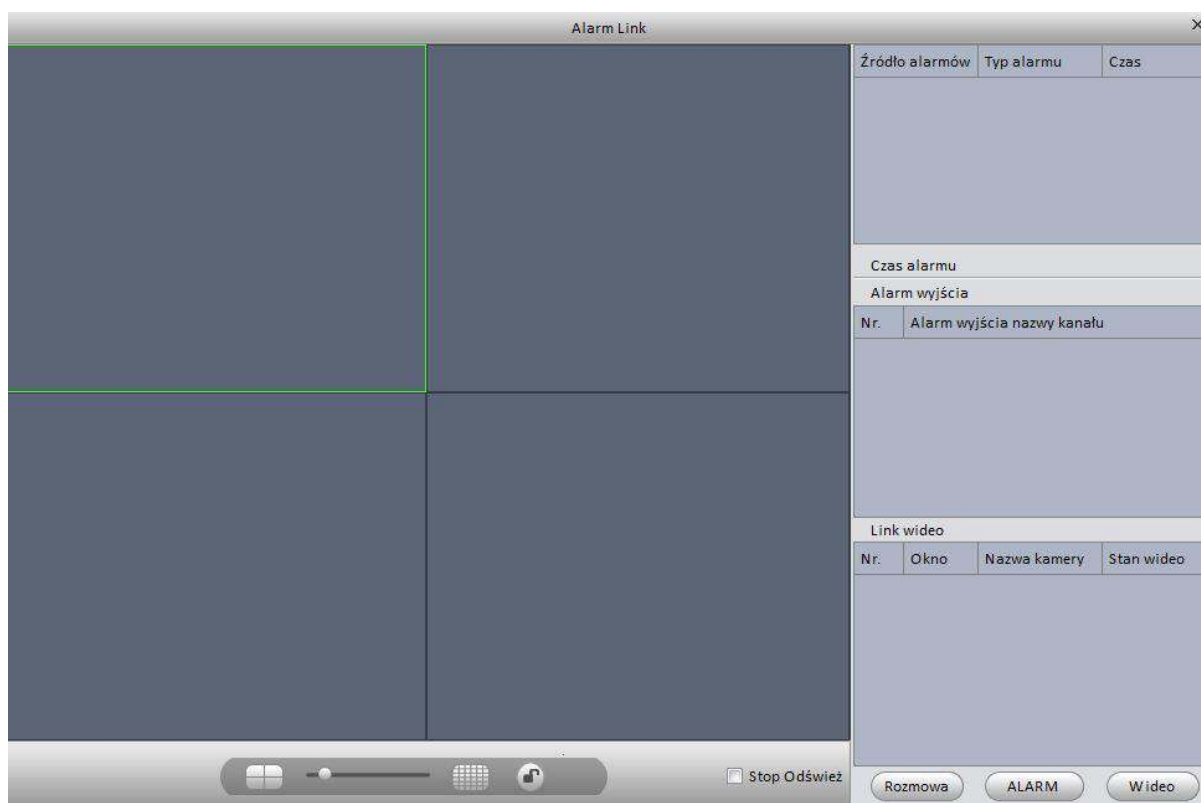 Alarm Link
Źródło alarmów Typ alarmu Czas
Czas alarmu
Alarm wyjścia
Nr. Alarm wyjścia nazwy kanału
Link wideo
Nr. Okno Nazwa kamery Stan wideo
Stop Odśwież
Rozmowa ALARM Wideo